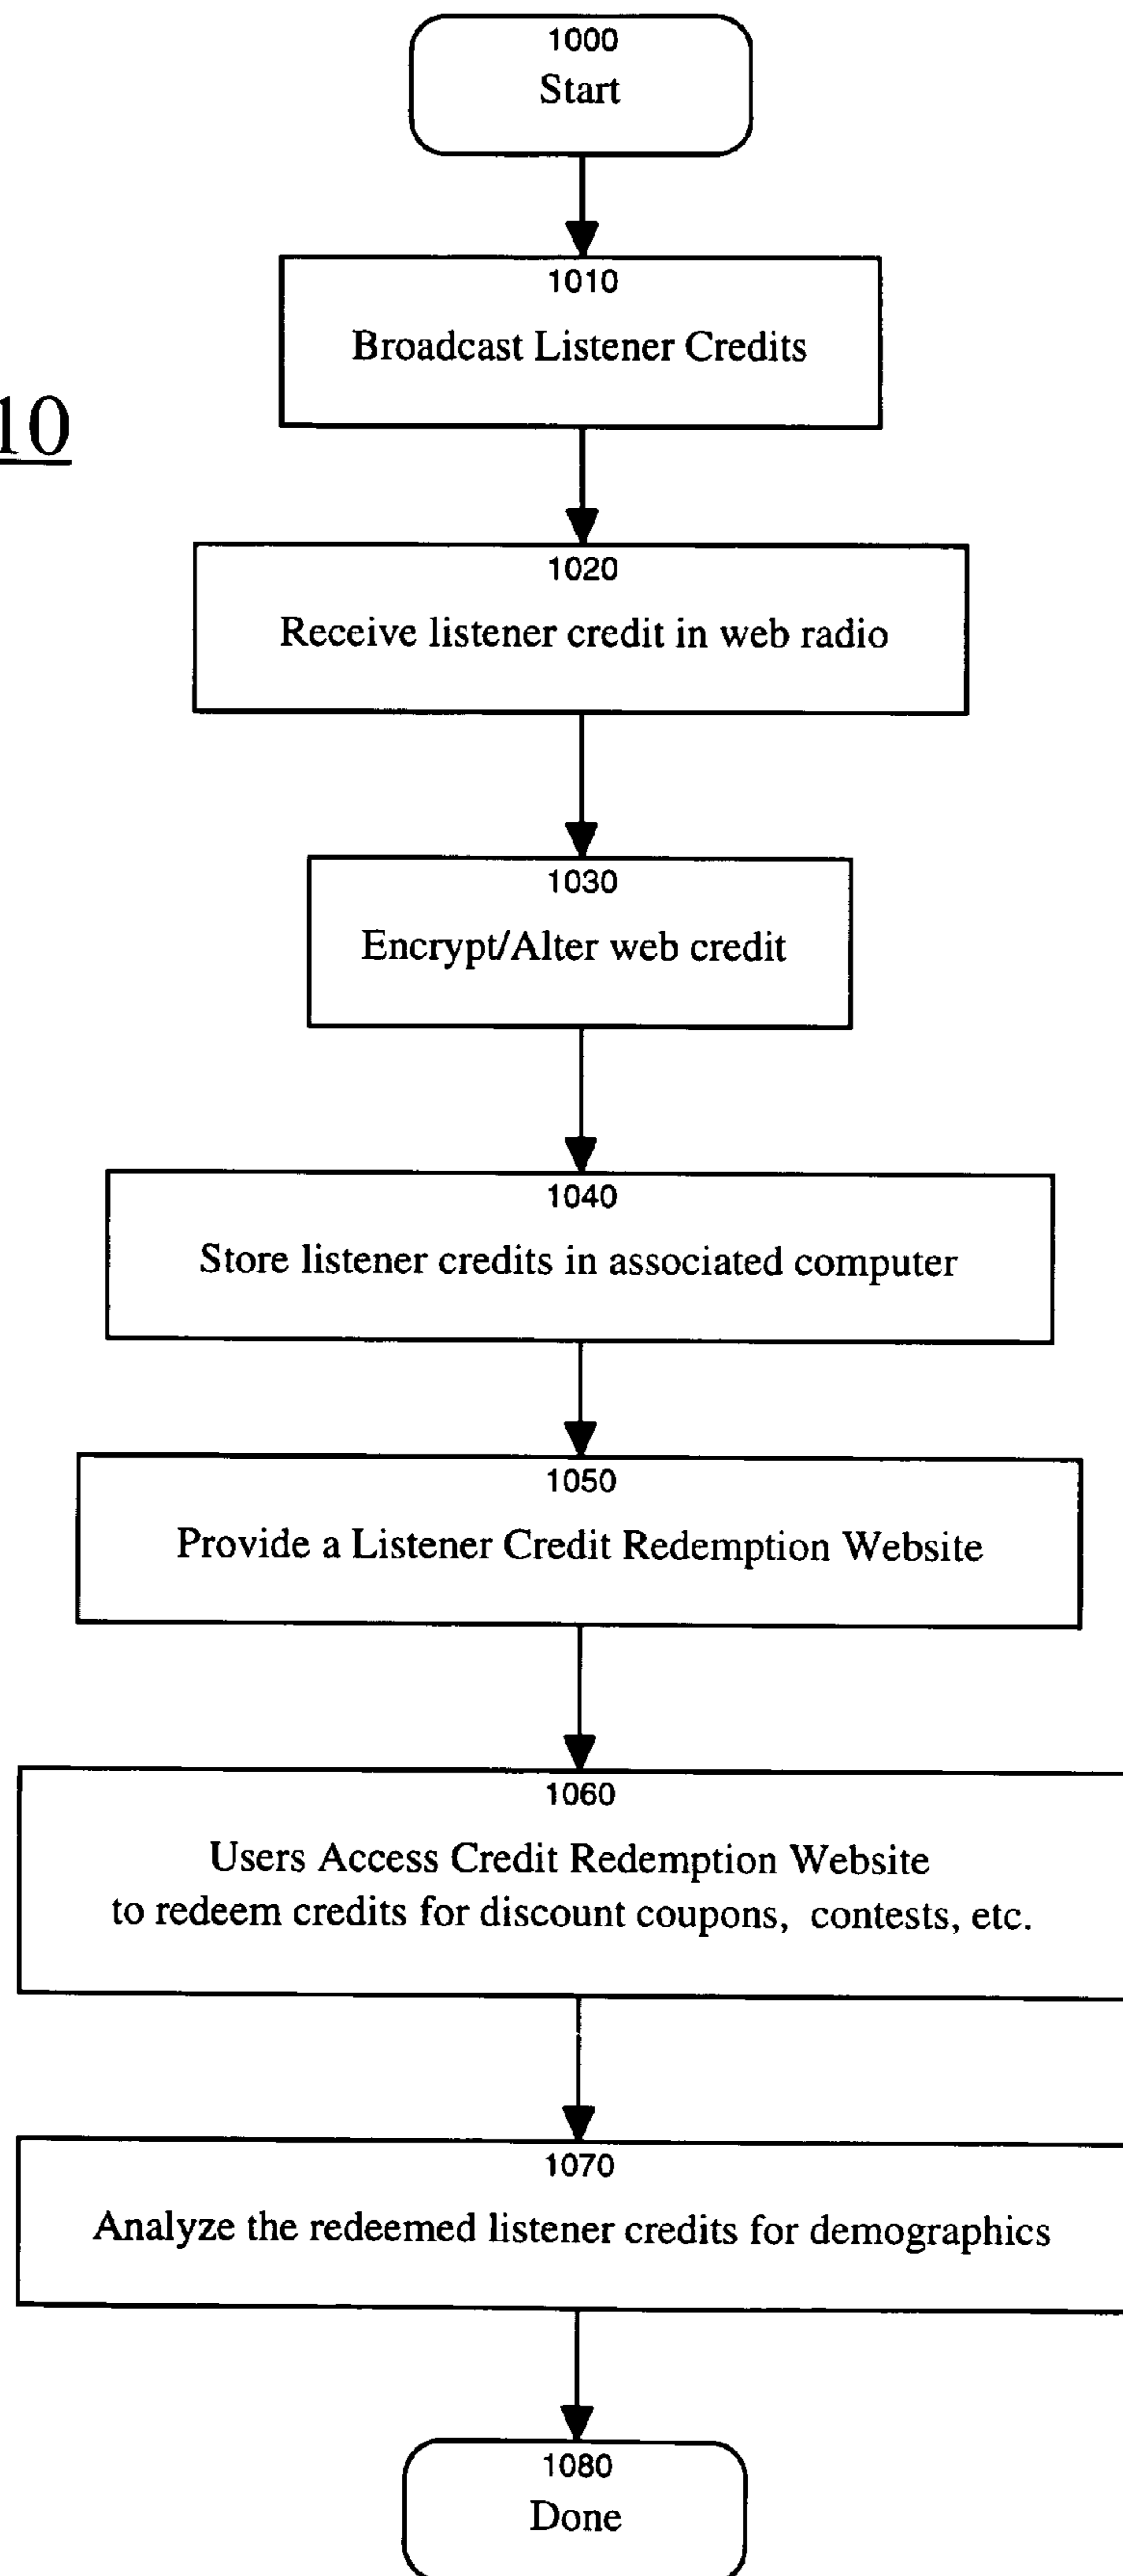 1000
Start
1010
Broadcast Listener Credits
10
1020
Receive listener credit in web radio
1030
Encrypt/Alter web credit
1040
Store listener credits in associated computer
1050
Provide a Listener Credit Redemption Website
1060
Users Access Credit Redemption Website
to redeem credits for discount coupons, contests, etc.
1070
Analyze the redeemed listener credits for demographics
1080
Done